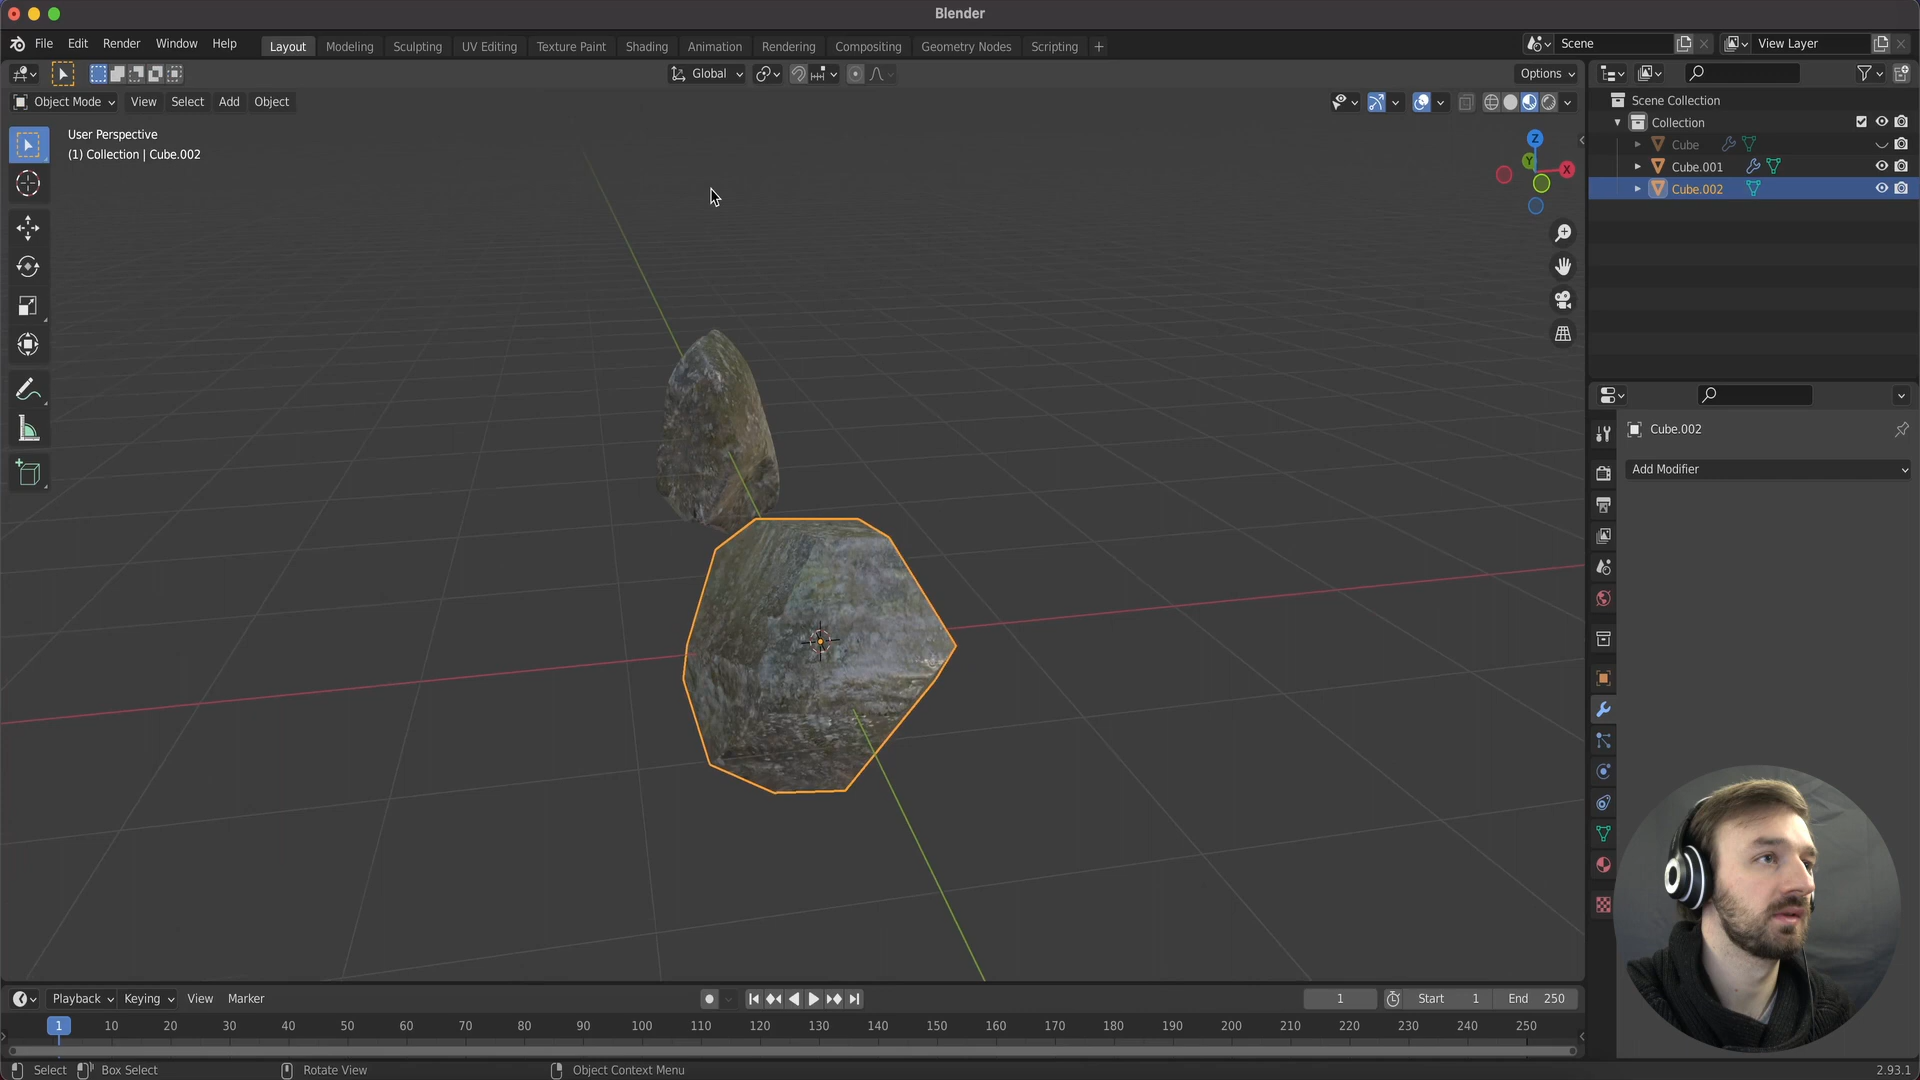 Blender
File Edit Render Window Help Layout Modeling Sculpting UV Editing Texture Paint Shading Animation Rendering Compositing Geometry Nodes Scripting + Scene View Layer
Global Options
Object Mode View Select Add Object
User Perspective
(1) Collection | Cube.002
Z
Y
X
Scene Collection
Collection
Cube
Cube.001
Cube.002
Cube.002
Add Modifier
Playback Keying View Marker 1 Start 1 End 250
1 10 20 30 40 50 60 70 80 90 100 110 120 130 140 150 160 170 180 190 200 210 220 230 240 250
Select Box Select Rotate View Object Context Menu 2.93.1